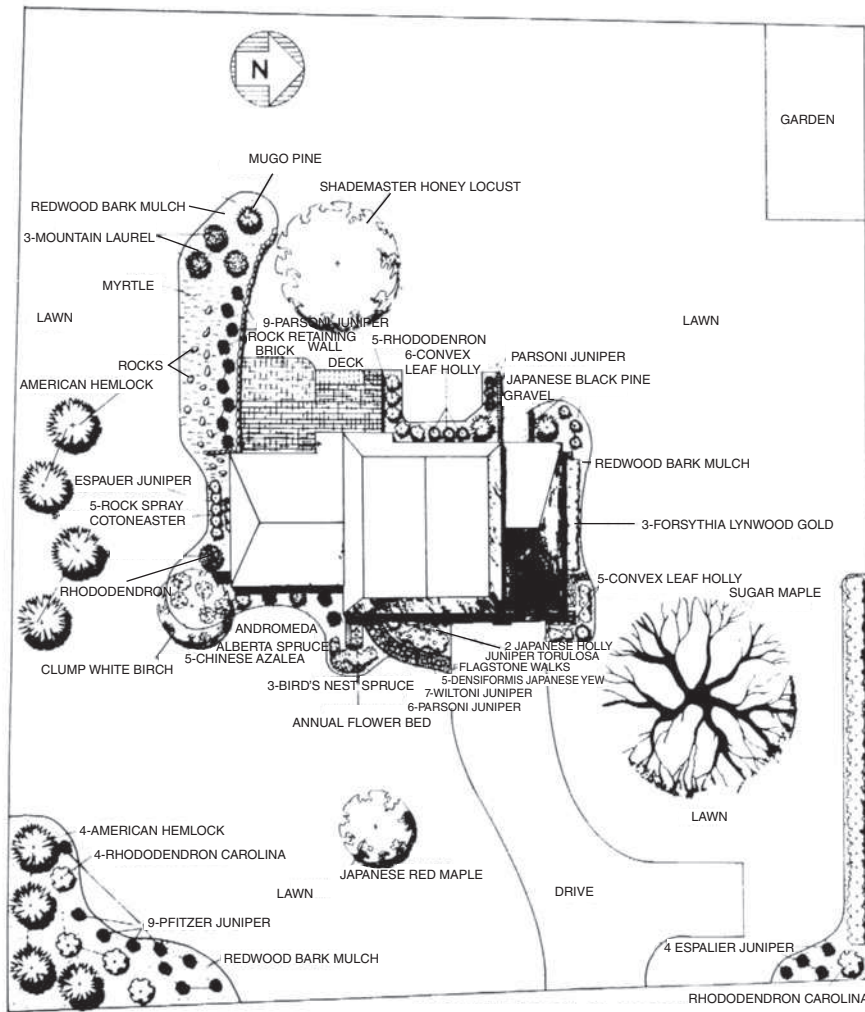 N
GARDEN
MUGO PINE
SHADEMASTER HONEY LOCUST
REDWOOD BARK MULCH
3-MOUNTAIN LAUREL
MYRTLE
LAWN
LAWN
9-PARSONI JUNIPER
ROCK RETAINING
WALL
BRICK
DECK
5-RHODODENRON
6-CONVEX
LEAF HOLLY
PARSONI JUNIPER
JAPANESE BLACK PINE
GRAVEL
ROCKS
AMERICAN HEMLOCK
REDWOOD BARK MULCH
ESPAUER JUNIPER
5-ROCK SPRAY
COTONEASTER
3-FORSYTHIA LYNWOOD GOLD
RHODODENDRON
5-CONVEX LEAF HOLLY
SUGAR MAPLE
CLUMP WHITE BIRCH
ANDROMEDA
ALBERTA SPRUCE
5-CHINESE AZALEA
2 JAPANESE HOLLY
JUNIPER TORULOSA
FLAGSTONE WALKS
5-DENSIFORMIS JAPANESE YEW
3-BIRD'S NEST SPRUCE
7-WILTONI JUNIPER
6-PARSONI JUNIPER
ANNUAL FLOWER BED
LAWN
4-AMERICAN HEMLOCK
4-RHODODENDRON CAROLINA
JAPANESE RED MAPLE
LAWN
DRIVE
9-PFITZER JUNIPER
REDWOOD BARK MULCH
4 ESPALIER JUNIPER
RHODODENDRON CAROLINA